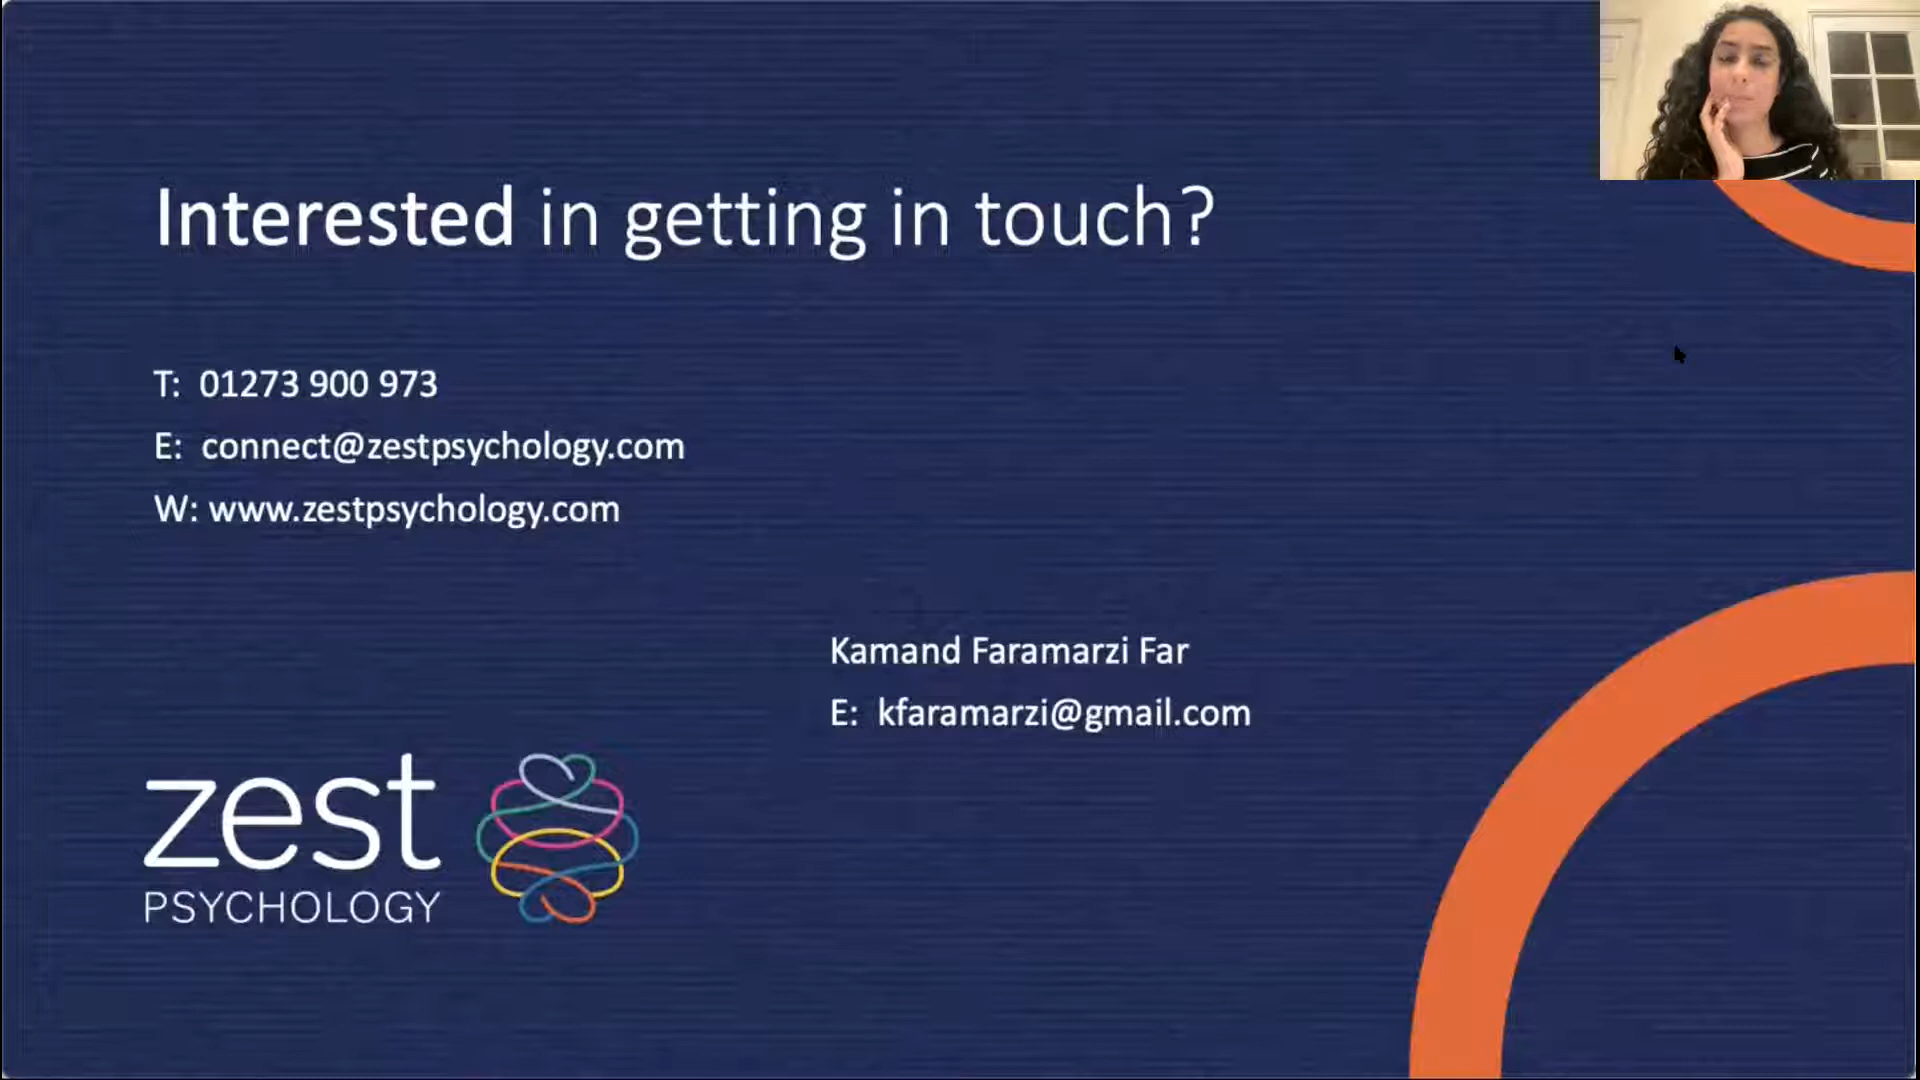 Interested in getting in touch?
T: 01273 900 973
E: connect@zestpsychology.com
W: www.zestpsychology.com
Kamand Faramarzi Far
E: kfaramarzi@gmail.com
zest
PSYCHOLOGY